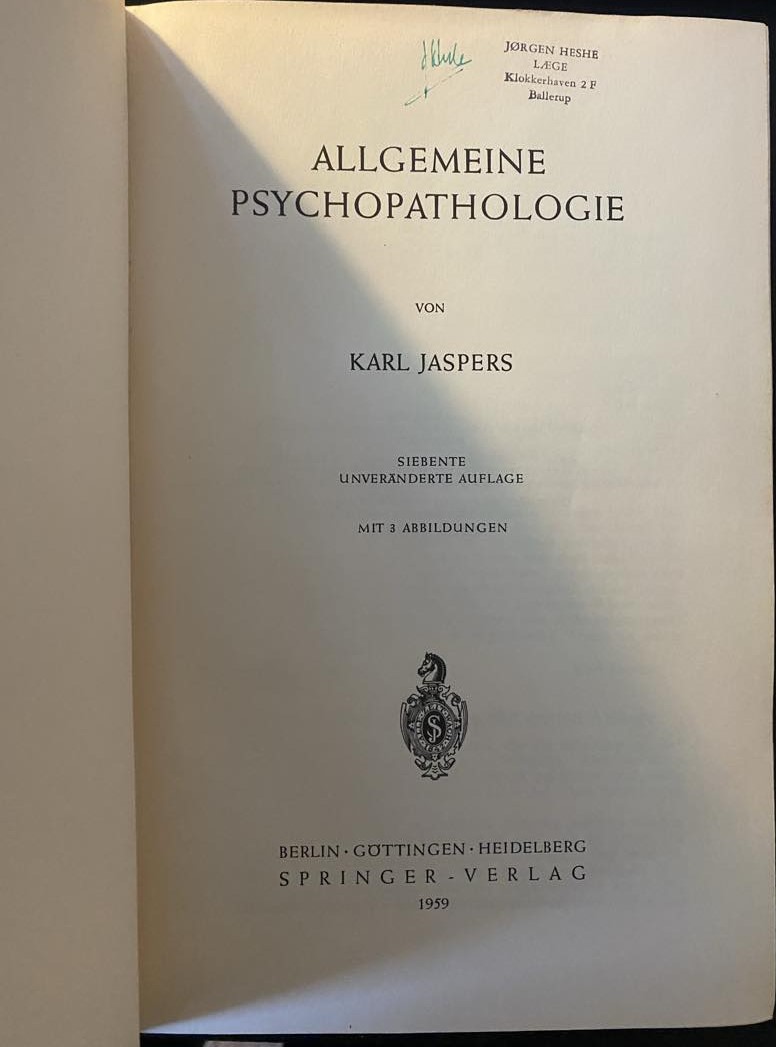 JØRGEN HESHE
LÆGE
Klokkerhaven 2 F
Ballerup
ALLGEMEINE
PSYCHOPATHOLOGIE
VON
KARL JASPERS
SIEBENTE
UNVERÄNDERTE AUFLAGE
MIT 3 ABBILDUNGEN
BERLIN · GÖTTINGEN · HEIDELBERG
SPRINGER-VERLAG
1959